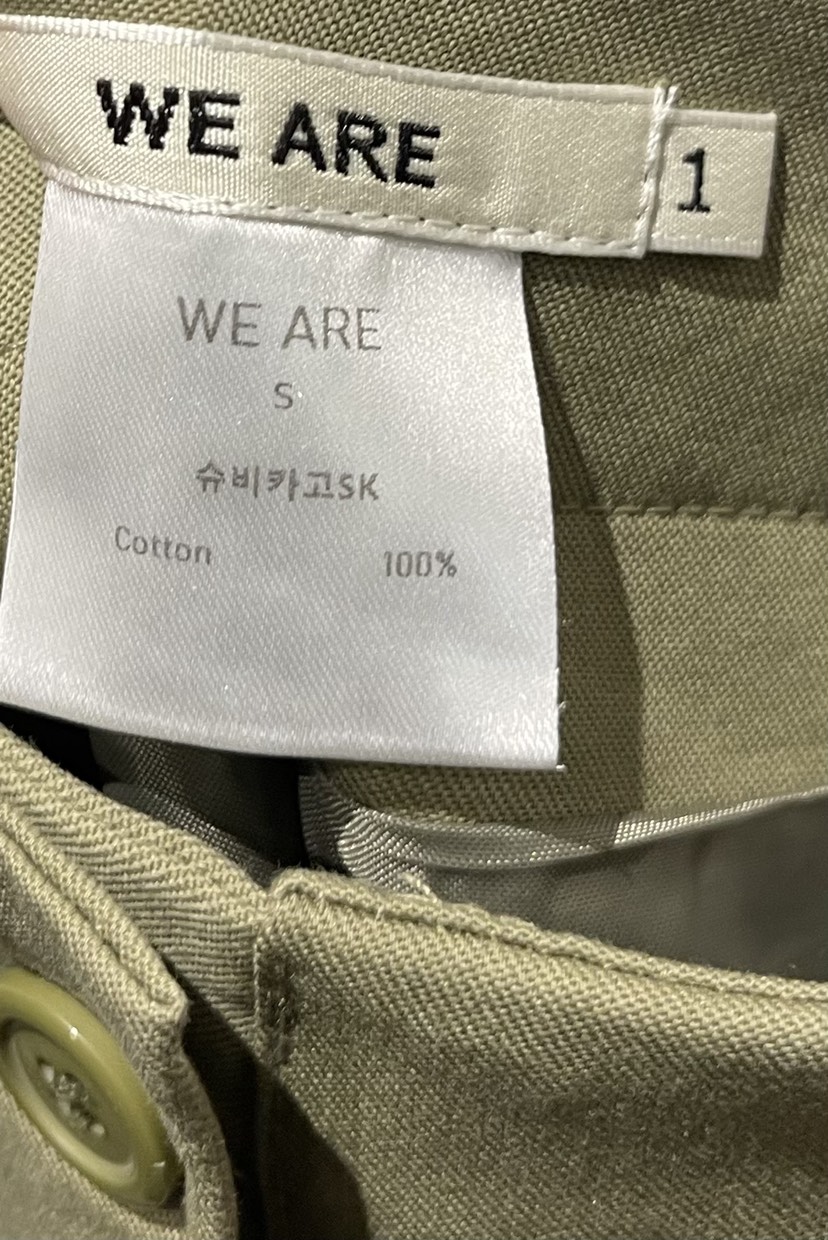 WE ARE
1
WE ARE
S
슈비카고SK
Cotton 100%